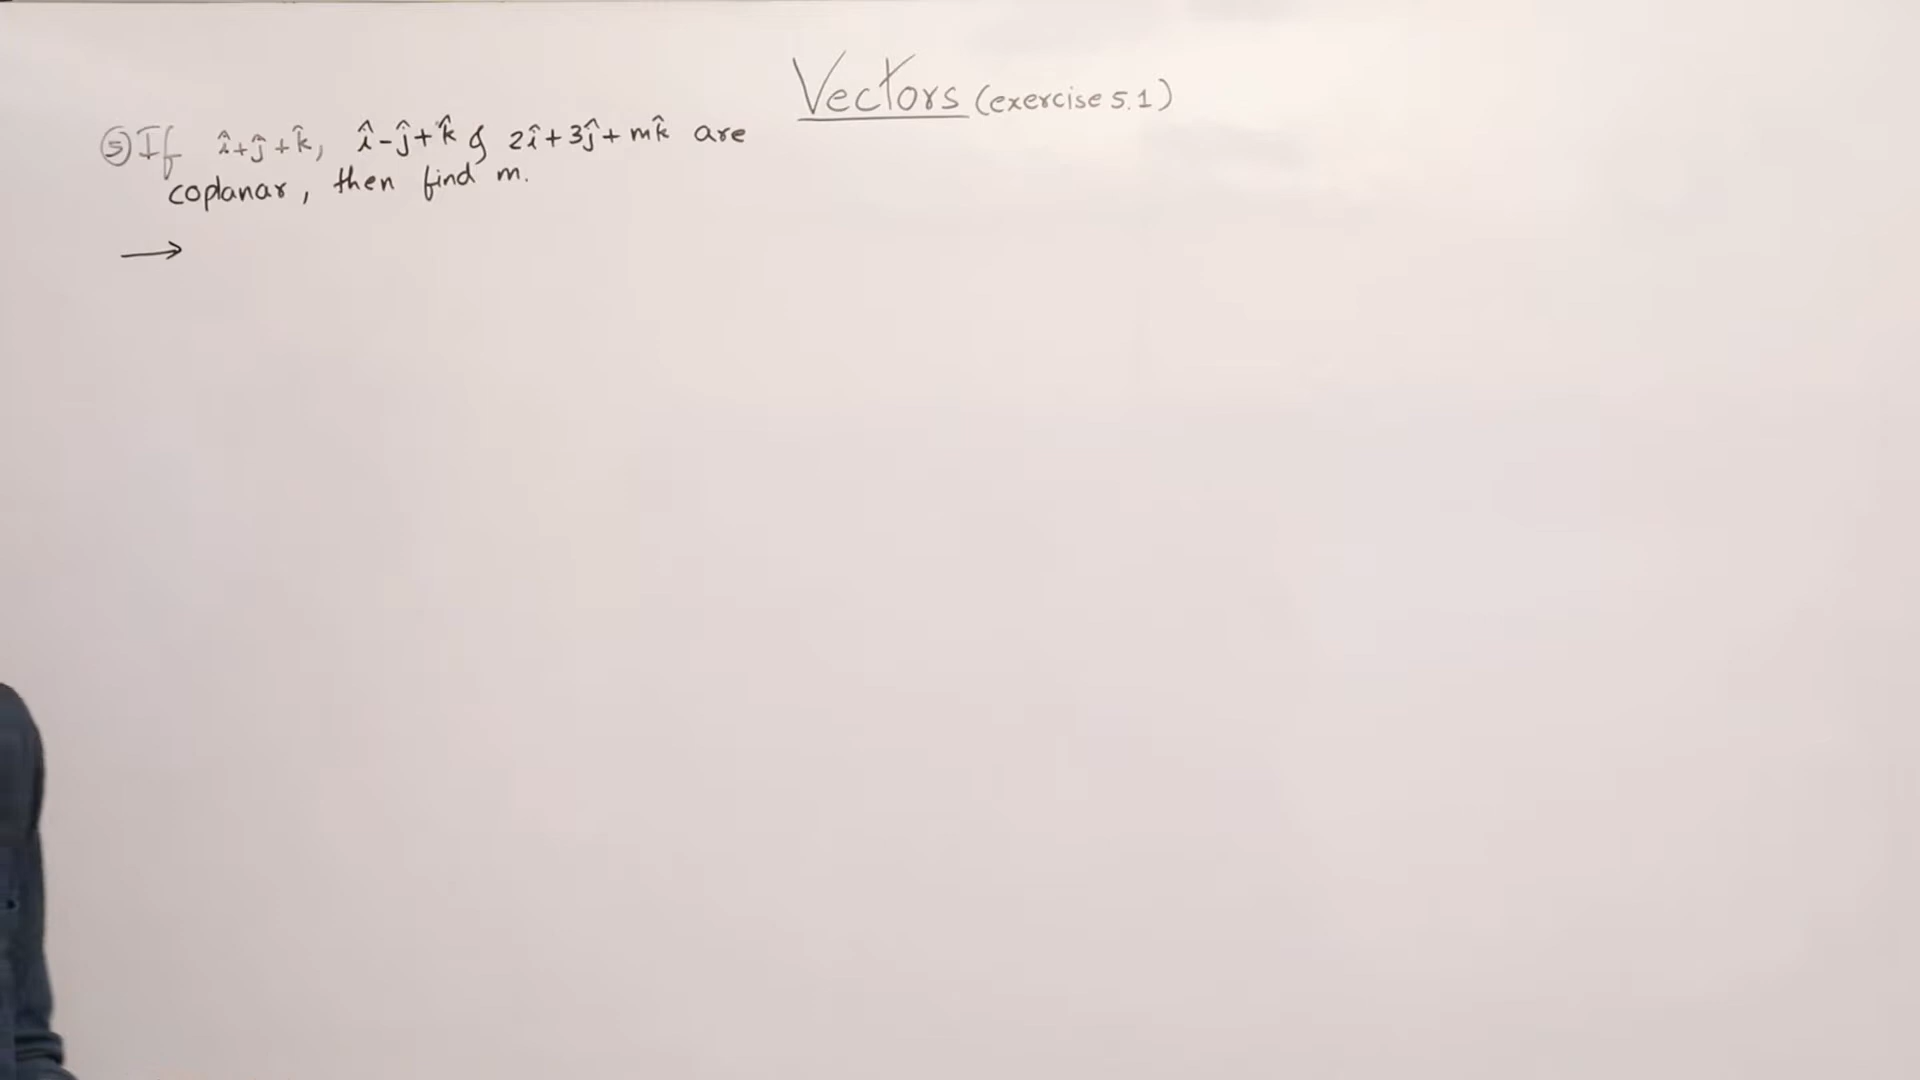 Vectors (exercise 5.1)
⑤ If î+ĵ+k̂, î-ĵ+k̂ & 2î+3ĵ+mk̂ are
coplanar, then find m.
→